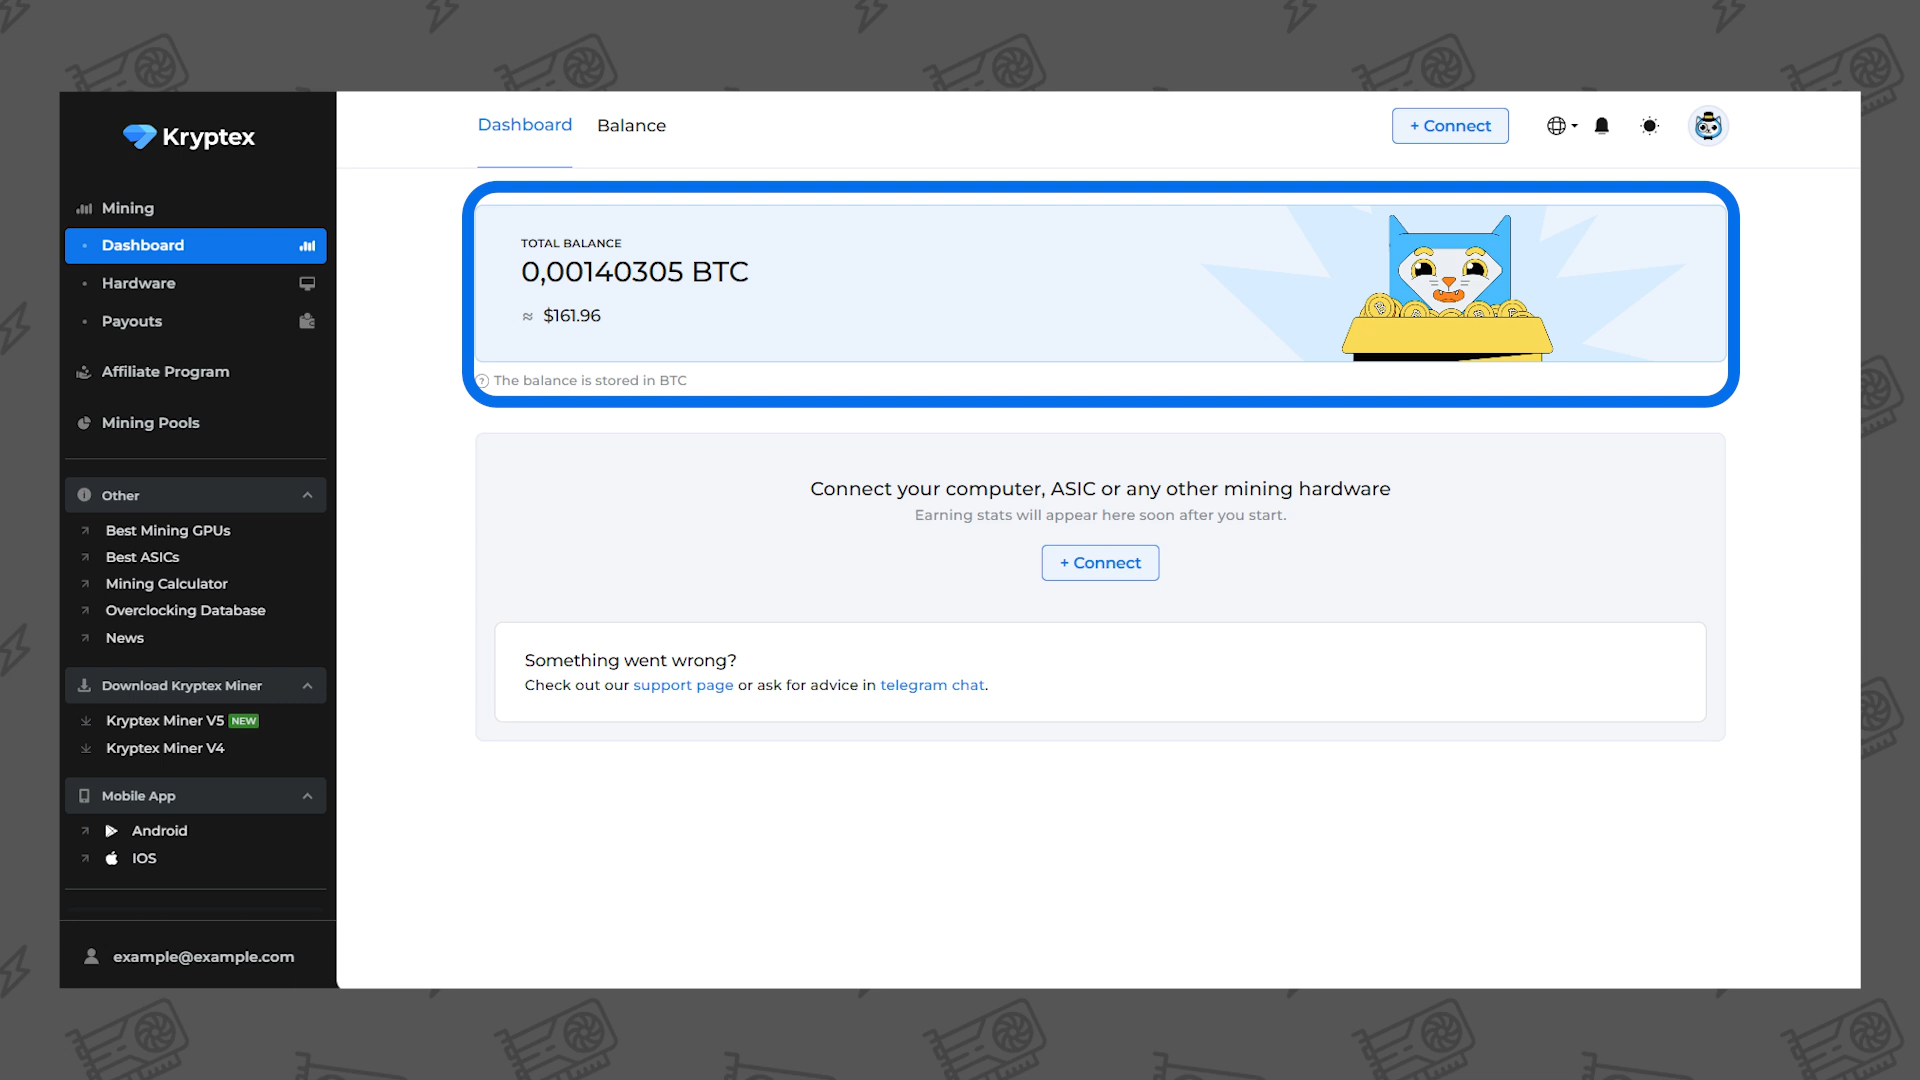 Kryptex
Mining
Dashboard
Hardware
Payouts
Affiliate Program
Mining Pools
Other
Best Mining GPUs
Best ASICs
Mining Calculator
Overclocking Database
News
Download Kryptex Miner
Kryptex Miner V5 NEW
Kryptex Miner V4
Mobile App
Android
IOS
example@example.com
Dashboard Balance
+ Connect
TOTAL BALANCE
0,00140305 BTC
≈ $161.96
? The balance is stored in BTC
Connect your computer, ASIC or any other mining hardware
Earning stats will appear here soon after you start.
+ Connect
Something went wrong?
Check out our support page or ask for advice in telegram chat.